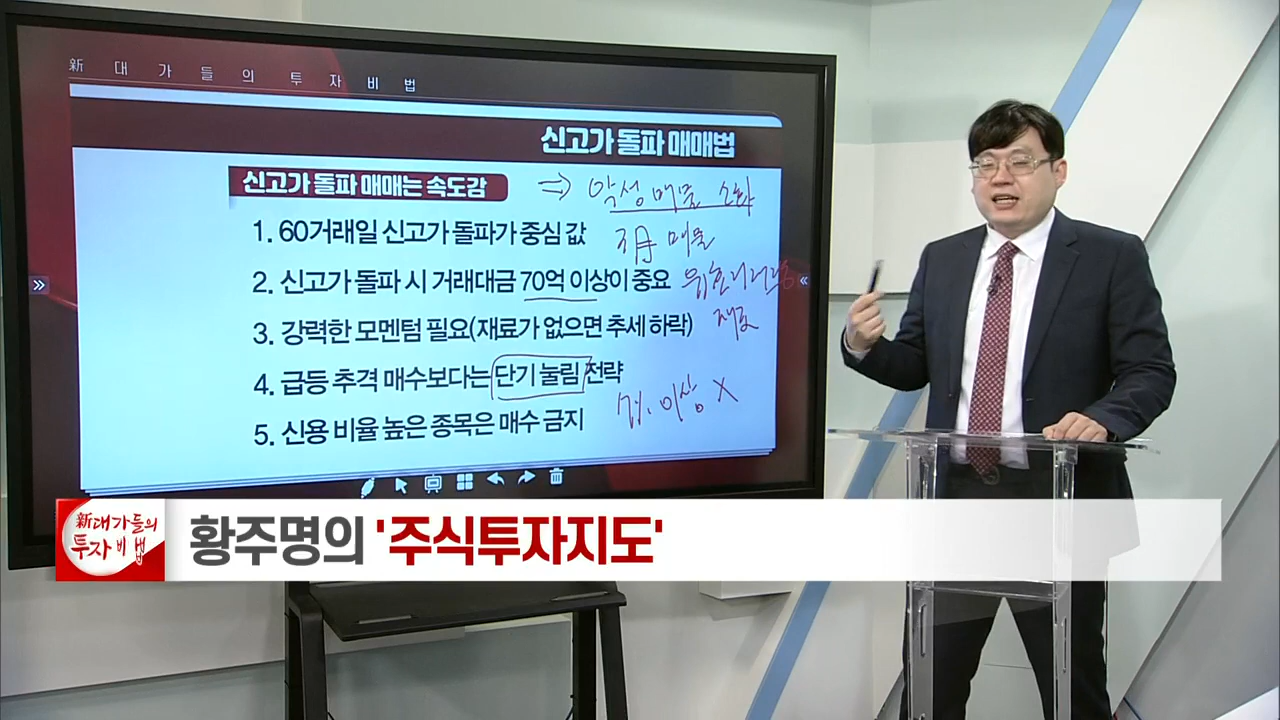 新 대 가 들 의 투 자 비 법
신고가 돌파 매매법
신고가 돌파 매매는 속도감 ⇒ 악성 매물 소화
1. 60거래일 신고가 돌파가 중심 값
매물
2. 신고가 돌파 시 거래대금 70억 이상이 중요
3. 강력한 모멘텀 필요(재료가 없으면 추세 하락) 재료
4. 급등 추격 매수보다는 단기 눌림 전략
이상 X
5. 신용 비율 높은 종목은 매수 금지
新대가들의
투자비법
황주명의 '주식투자지도'